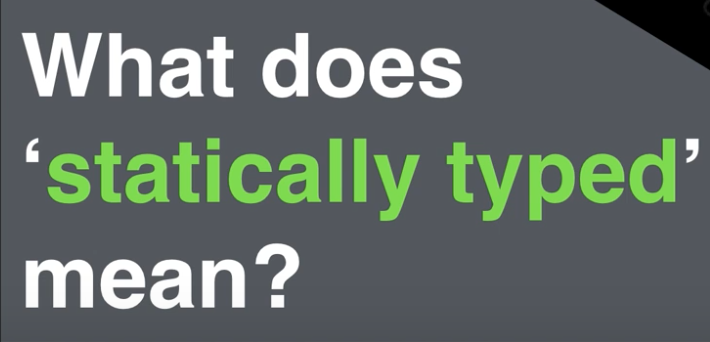 What does
‘statically typed’
mean?